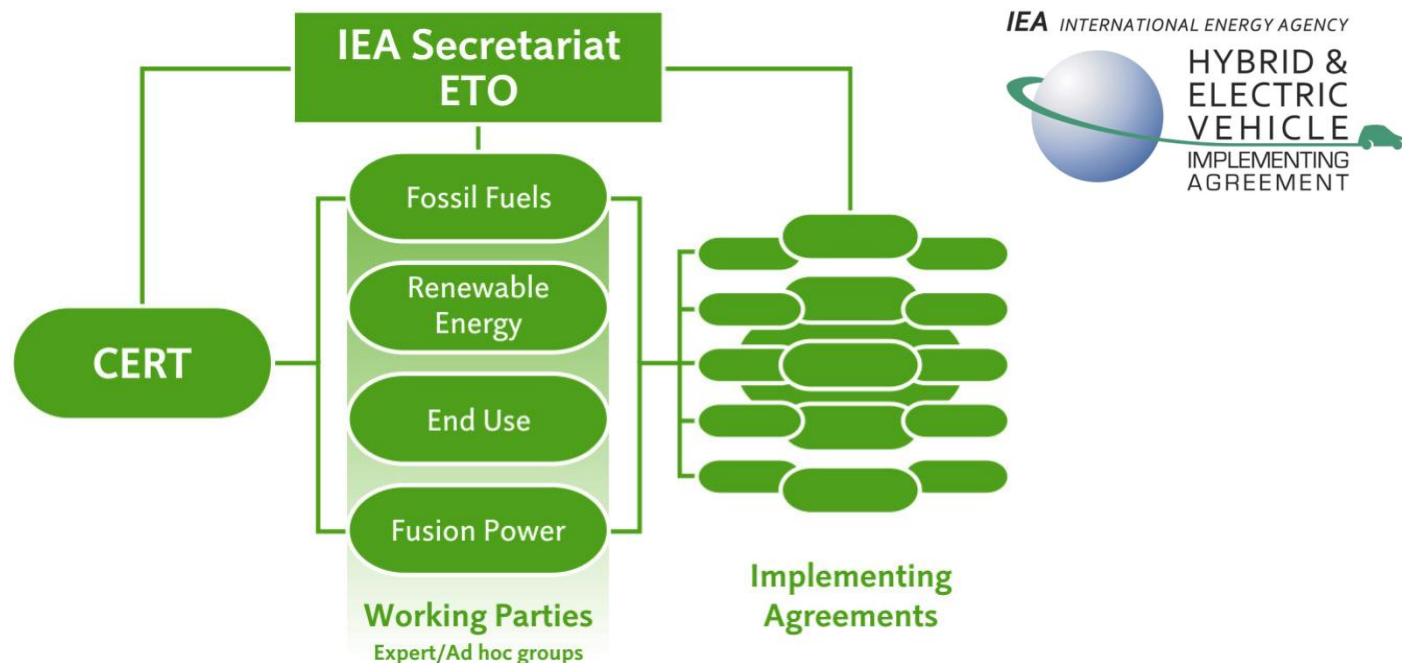 IEA Secretariat
ETO
IEA INTERNATIONAL ENERGY AGENCY
HYBRID &
ELECTRIC
VEHICLE
IMPLEMENTING
AGREEMENT
CERT
Fossil Fuels
Renewable
Energy
End Use
Fusion Power
Working Parties
Expert/Ad hoc groups
Implementing
Agreements